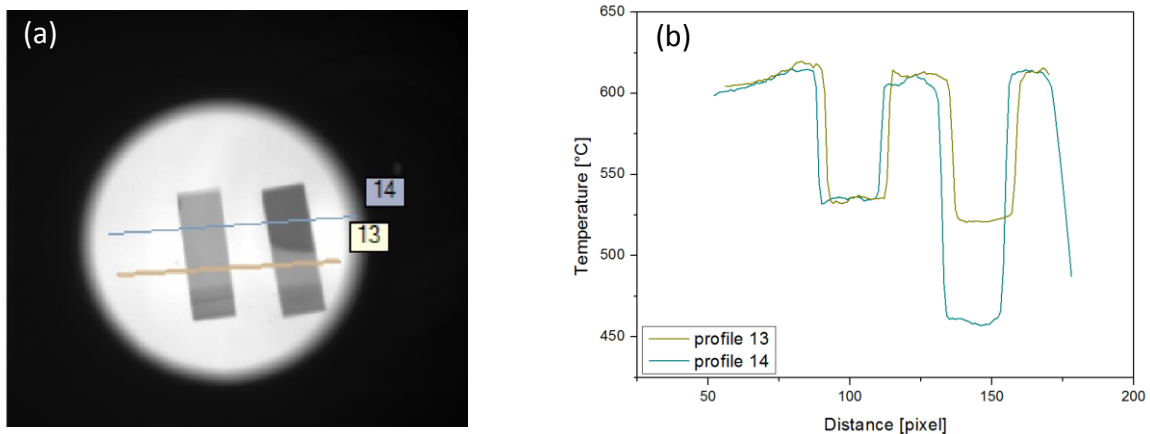 (a)
14
13
(b)
650
600
550
500
450
Temperature [°C]
profile 13
profile 14
50
100
150
200
Distance [pixel]